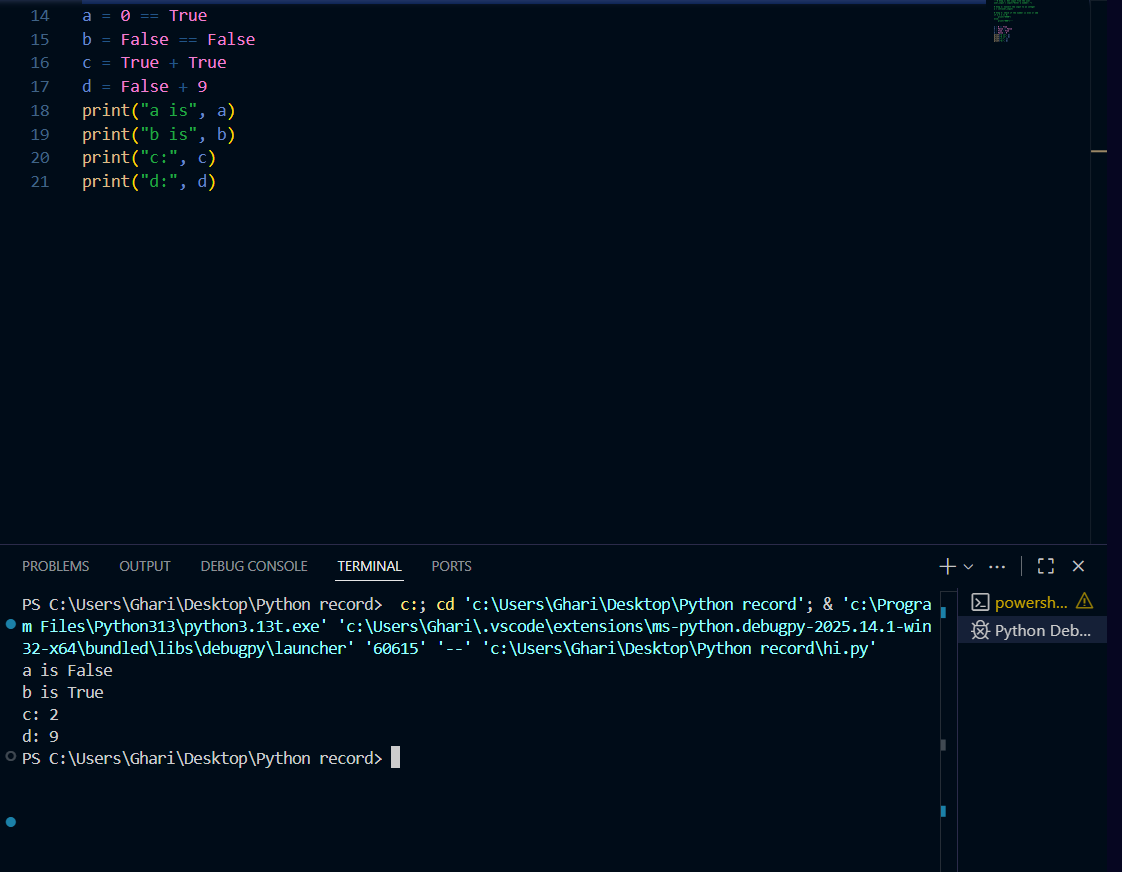 14 a = 0 == True
15 b = False == False
16 c = True + True
17 d = False + 9
18 print("a is", a)
19 print("b is", b)
20 print("c:", c)
21 print("d:", d)
PROBLEMS OUTPUT DEBUG CONSOLE TERMINAL PORTS
PS C:\Users\Ghari\Desktop\Python record>  c:; cd 'c:\Users\Ghari\Desktop\Python record'; & 'c:\Progra
m Files\Python313\python3.13t.exe' 'c:\Users\Ghari\.vscode\extensions\ms-python.debugpy-2025.14.1-win
32-x64\bundled\libs\debugpy\launcher' '60615' '--' 'c:\Users\Ghari\Desktop\Python record\hi.py'
a is False
b is True
c: 2
d: 9
PS C:\Users\Ghari\Desktop\Python record>
powersh...
Python Deb...